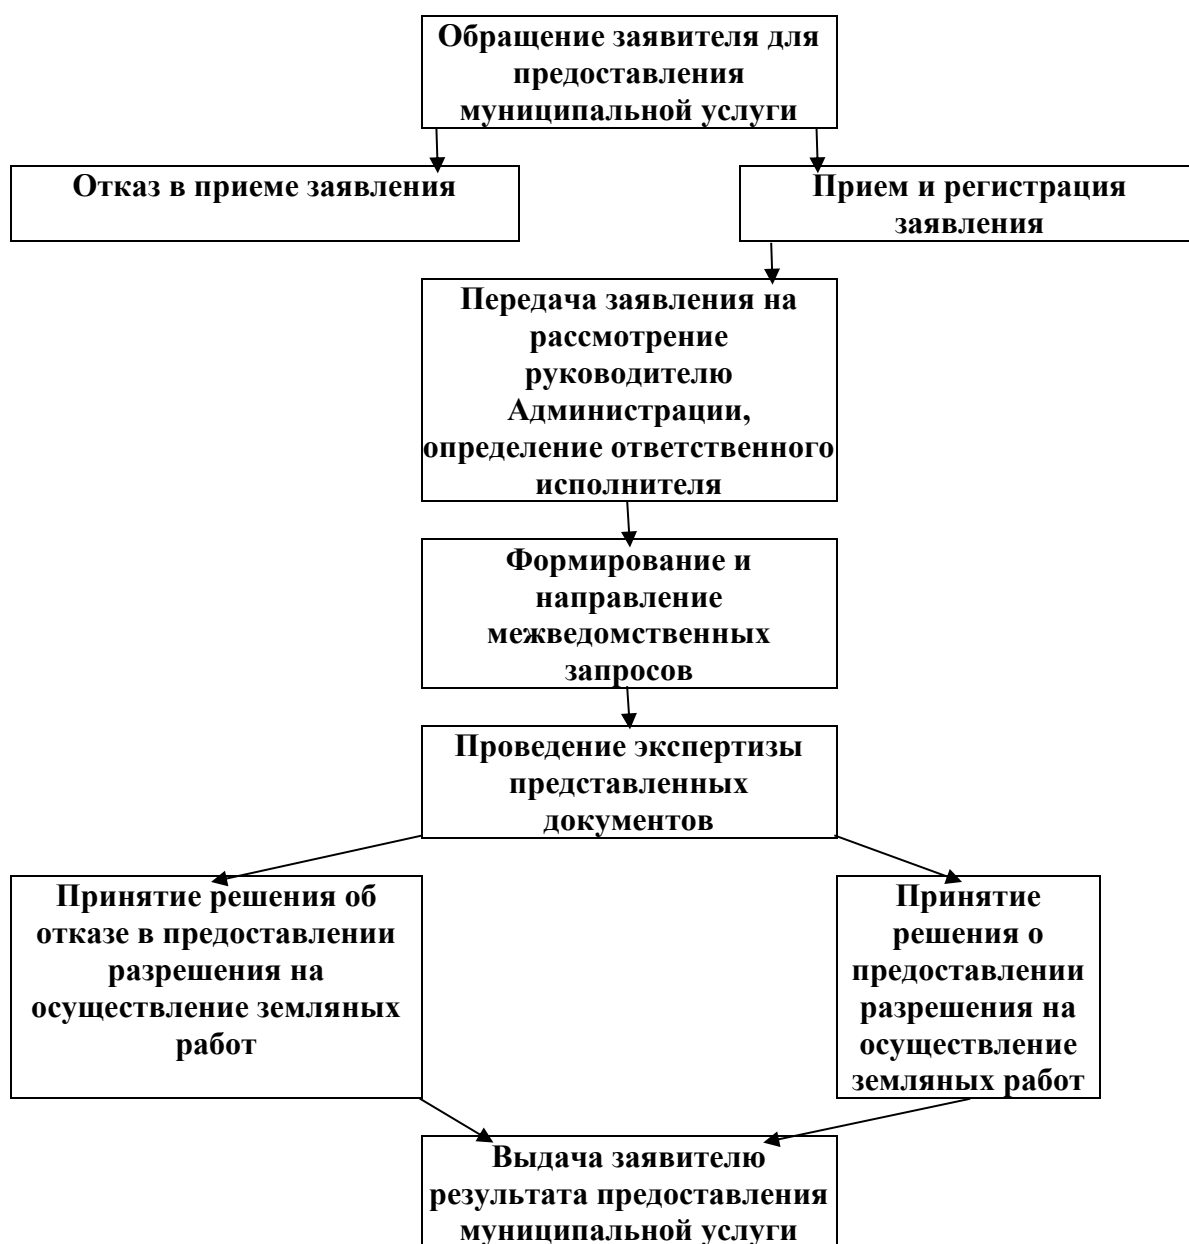 Обращение заявителя для
предоставления
муниципальной услуги
Отказ в приеме заявления
Прием и регистрация
заявления
Передача заявления на
рассмотрение
руководителю
Администрации,
определение ответственного
исполнителя
Формирование и
направление
межведомственных
запросов
Проведение экспертизы
представленных
документов
Принятие решения об
отказе в предоставлении
разрешения на
осуществление земляных
работ
Принятие
решения о
предоставлении
разрешения на
осуществление
земляных работ
Выдача заявителю
результата предоставления
муниципальной услуги